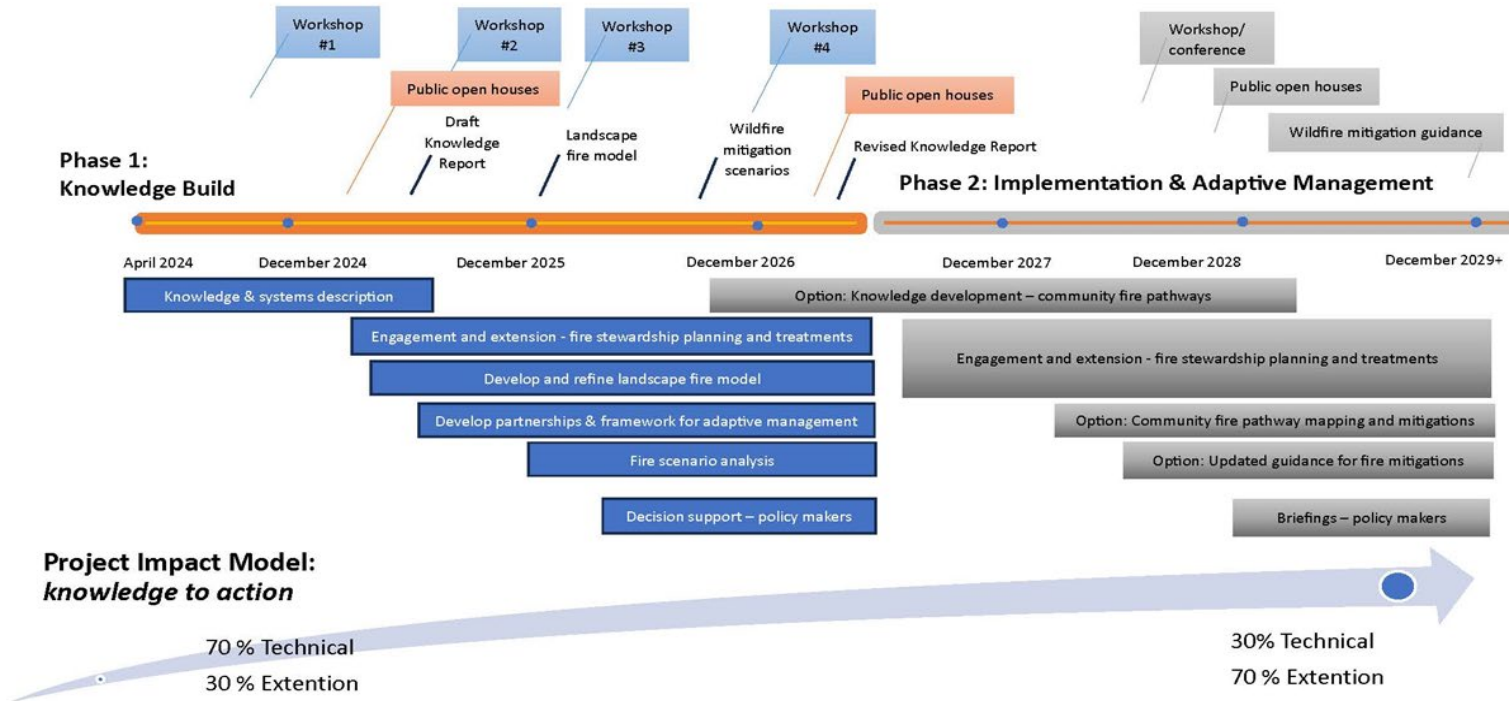 Workshop
#1
Workshop
#2
Workshop
#3
Workshop
#4
Workshop/
conference
Public open houses
Public open houses
Public open houses
Wildfire mitigation guidance
Draft
Knowledge
Report
Landscape
fire model
Wildfire
mitigation
scenarios
Revised Knowledge Report
Phase 1:
Knowledge Build
Phase 2: Implementation & Adaptive Management
April 2024
December 2024
December 2025
December 2026
December 2027
December 2028
December 2029+
Knowledge & systems description
Option: Knowledge development – community fire pathways
Engagement and extension - fire stewardship planning and treatments
Engagement and extension - fire stewardship planning and treatments
Develop and refine landscape fire model
Develop partnerships & framework for adaptive management
Option: Community fire pathway mapping and mitigations
Fire scenario analysis
Option: Updated guidance for fire mitigations
Decision support – policy makers
Briefings – policy makers
Project Impact Model:
knowledge to action
70 % Technical
30 % Extention
30% Technical
70 % Extention